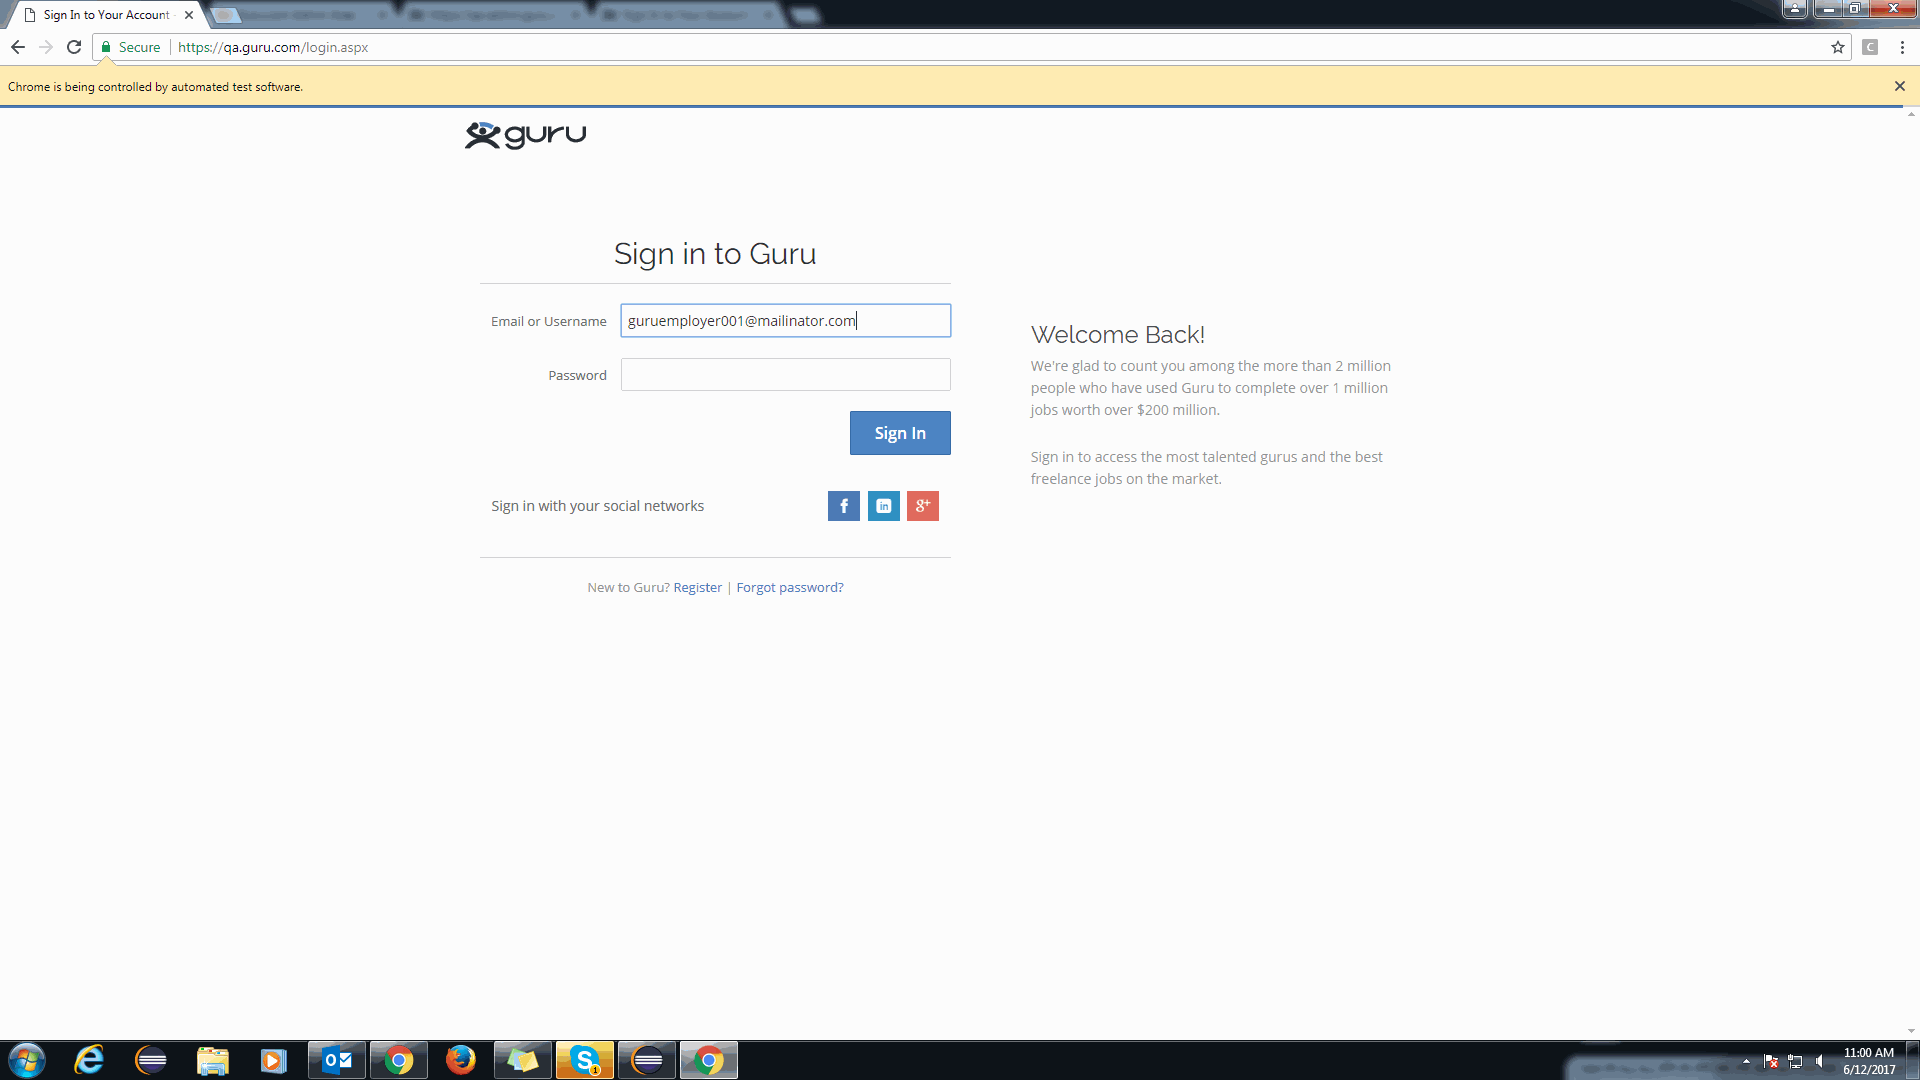 Sign In to Your Account
Secure https://qa.guru.com/login.aspx
C
Chrome is being controlled by automated test software.
guru
Sign in to Guru
Email or Username guruemployer001@mailinator.com
Password
Sign In
Sign in with your social networks
f in 8+
New to Guru? Register | Forgot password?
Welcome Back!
We're glad to count you among the more than 2 million
people who have used Guru to complete over 1 million
jobs worth over $200 million.
Sign in to access the most talented gurus and the best
freelance jobs on the market.
1
11:00 AM
6/12/2017